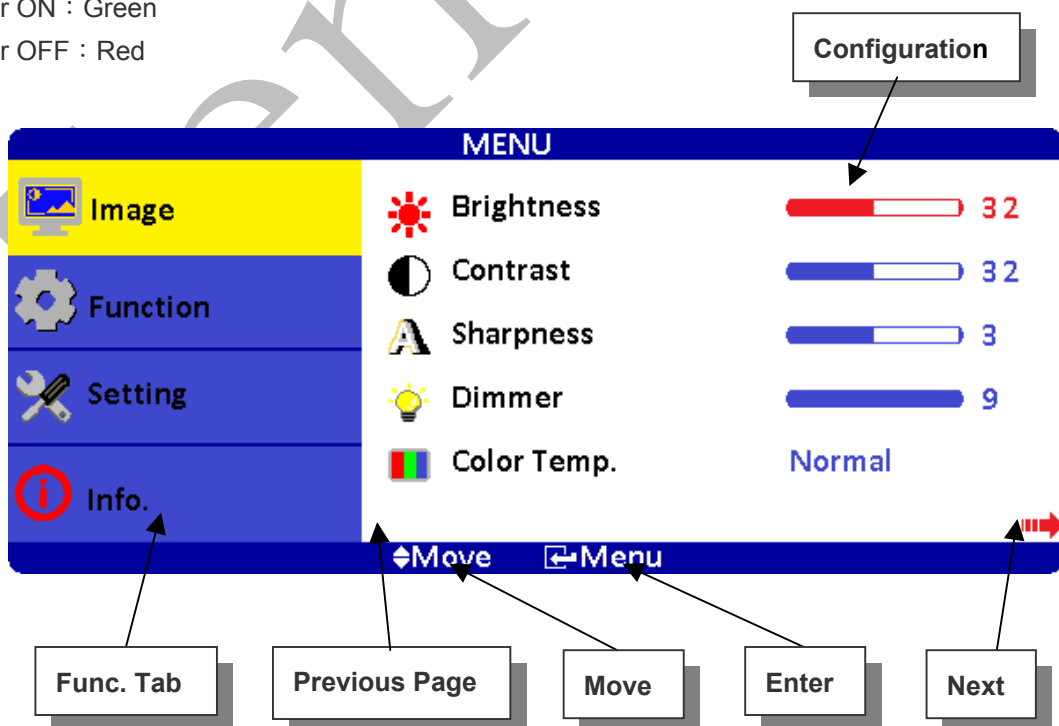 r ON：Green
r OFF：Red
Configuration
MENU
Image
Function
Setting
Info.
Brightness 32
Contrast 32
Sharpness 3
Dimmer 9
Color Temp. Normal
Move Menu
Func. Tab
Previous Page
Move
Enter
Next